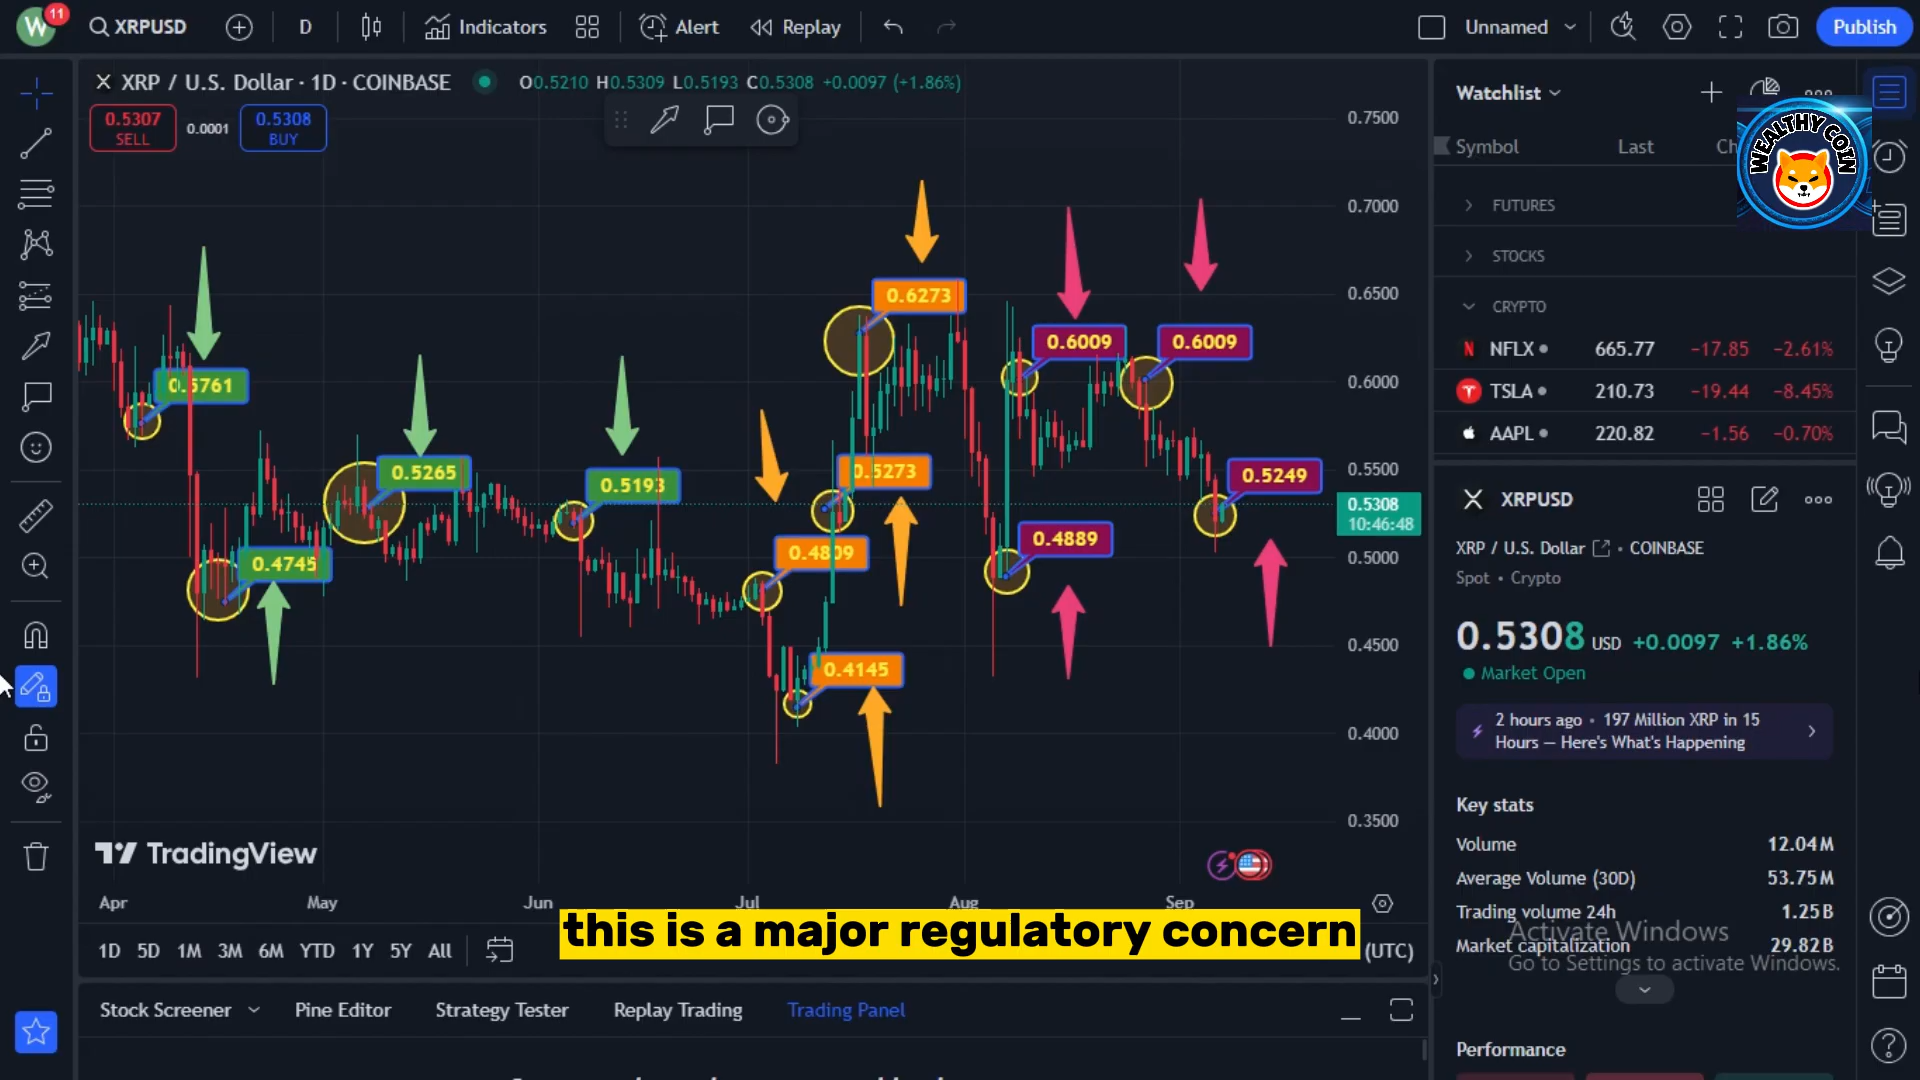 W 11 XRPUSD D Indicators Alert Replay Unnamed Publish
XRP / U.S. Dollar · 1D · COINBASE O0.5210 H0.5309 L0.5193 C0.5308 +0.0097 (+1.86%)
0.5307 SELL
0.0001
0.5308 BUY
0.7500
0.7000
0.6500
0.6000
0.5500
0.5308
10:46:48
0.5000
0.4500
0.4000
0.3500
0.5761
0.4745
0.5265
0.5193
0.4809
0.4145
0.5273
0.6273
0.6009
0.4889
0.6009
0.5249
TradingView
Apr May Jun Jul Aug Sep
this is a major regulatory concern
1D 5D 1M 3M 6M YTD 1Y 5Y All (UTC)
Stock Screener Pine Editor Strategy Tester Replay Trading Trading Panel
Watchlist
WEALTHY COIN
Symbol Last
FUTURES
STOCKS
CRYPTO
NFLX 665.77 −17.85 −2.61%
TSLA 210.73 −19.44 −8.45%
AAPL 220.82 −1.56 −0.70%
XRPUSD
XRP / U.S. Dollar • COINBASE
Spot • Crypto
0.5308 USD +0.0097 +1.86%
Market Open
2 hours ago • 197 Million XRP in 15
Hours — Here's What's Happening
Key stats
Volume 12.04M
Average Volume (30D) 53.75M
Trading volume 24h 1.25B
Market capitalization 29.82B
Activate Windows
Go to Settings to activate Windows.
Performance